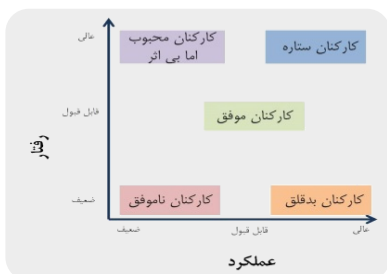 عالی
کارکنان محبوب
اما بی اثر
کارکنان ستاره
قابل قبول
کارکنان موفق
رفتار
ضعیف
کارکنان ناموفق
کارکنان بدقلق
ضعیف
قابل قبول
عالی
عملکرد